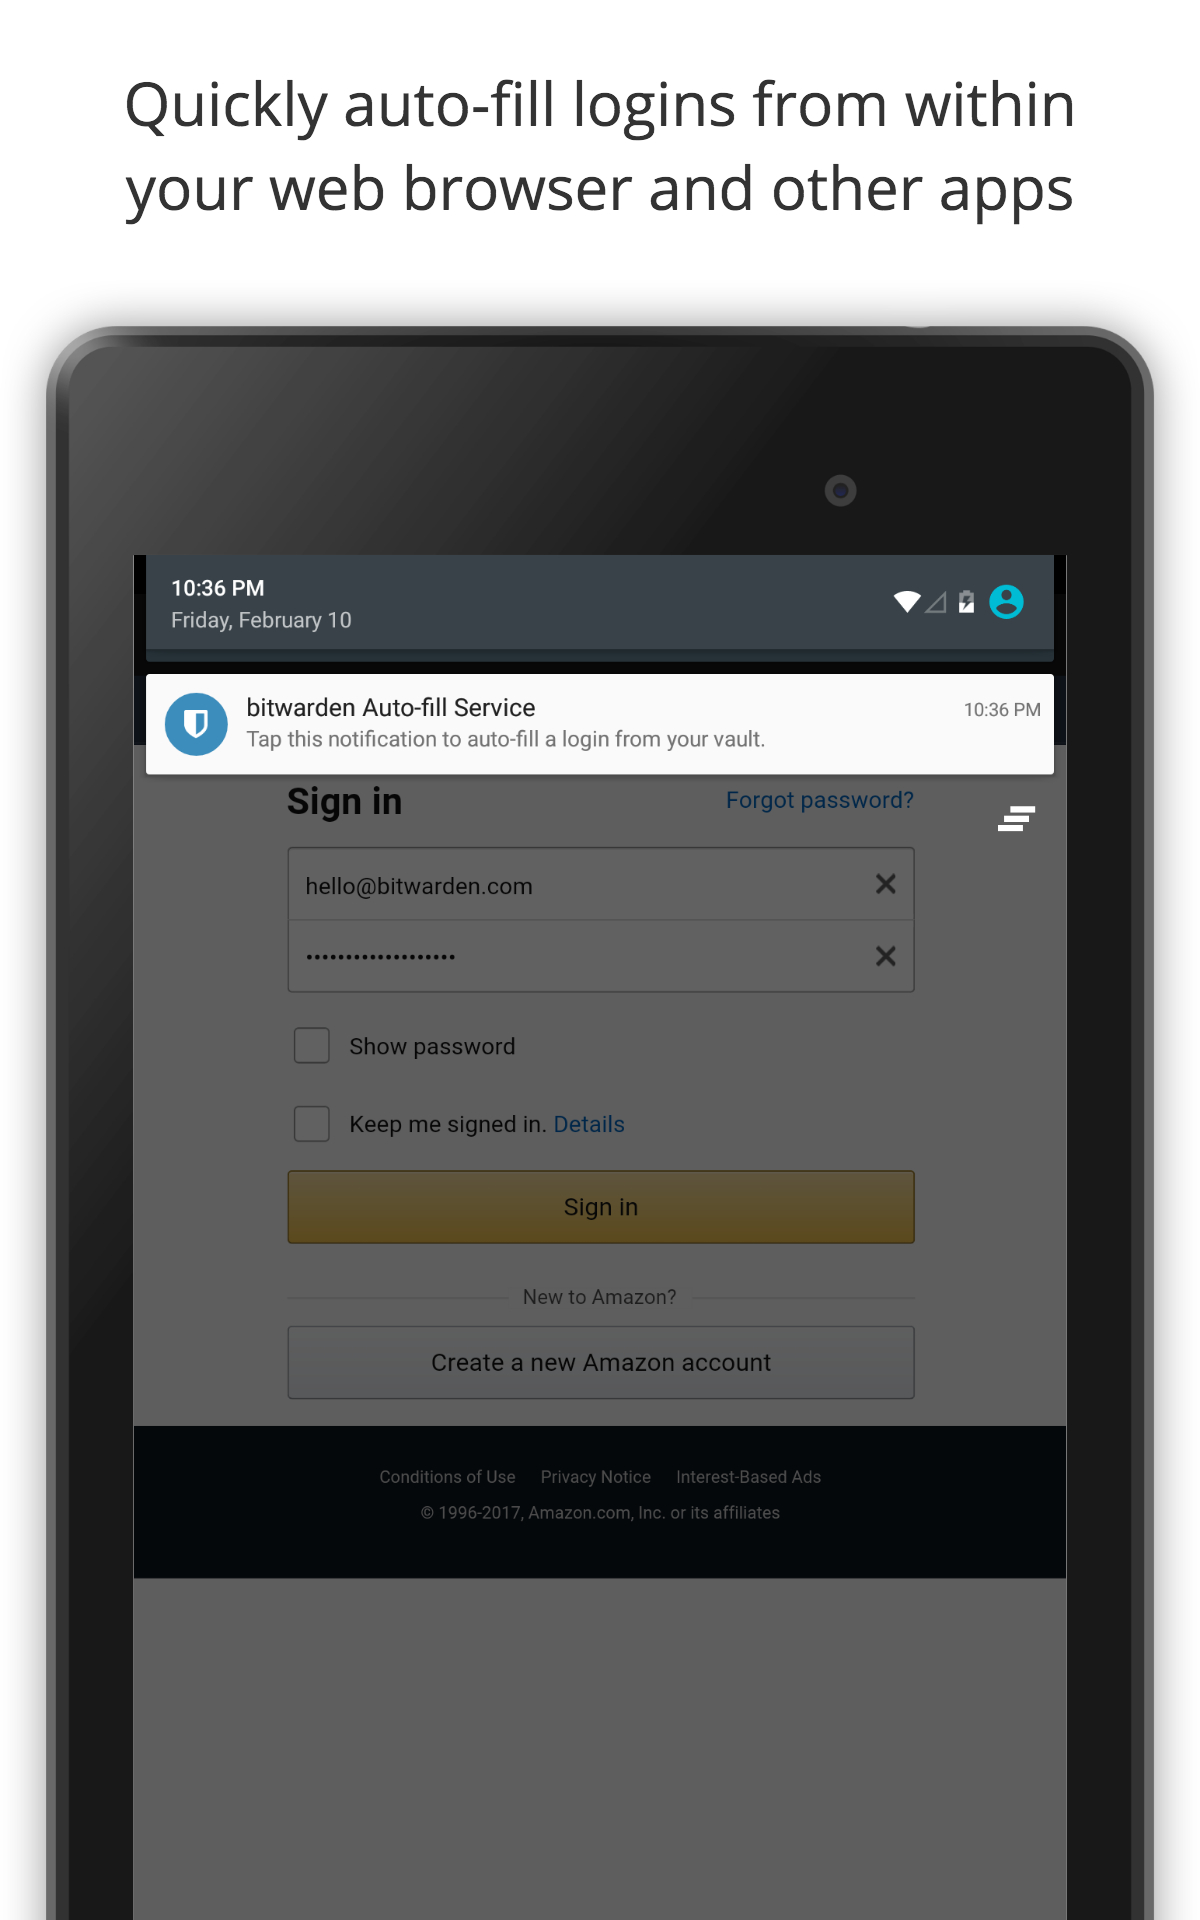 Quickly auto-fill logins from within
your web browser and other apps
10:36 PM
Friday, February 10
bitwarden Auto-fill Service
10:36 PM
Tap this notification to auto-fill a login from your vault.
Sign in
Forgot password?
hello@bitwarden.com
•••••••••••••••••••
Show password
Keep me signed in. Details
Sign in
New to Amazon?
Create a new Amazon account
Conditions of Use Privacy Notice Interest-Based Ads
© 1996-2017, Amazon.com, Inc. or its affiliates